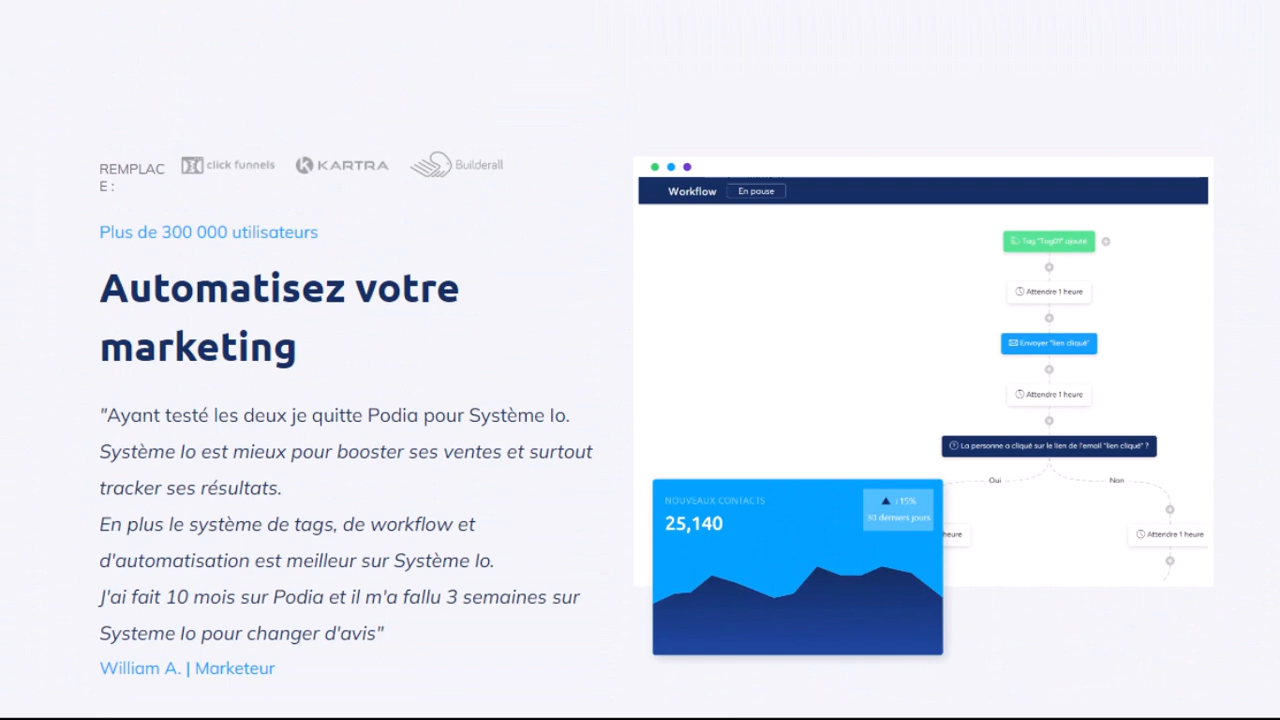 REMPLAC
E :
click funnels
KARTRA
Builderall
Plus de 300 000 utilisateurs
Automatisez votre
marketing
"Ayant testé les deux je quitte Podia pour Système Io.
Système Io est mieux pour booster ses ventes et surtout
tracker ses résultats.
En plus le système de tags, de workflow et
d'automatisation est meilleur sur Système Io.
J'ai fait 10 mois sur Podia et il m'a fallu 3 semaines sur
Systeme Io pour changer d'avis"
William A. | Marketeur
Workflow
En pause
Tag "Tag01" ajouté
Attendre 1 heure
Envoyer "lien cliqué"
Attendre 1 heure
La personne a cliqué sur le lien de l'email "lien cliqué" ?
Oui
Non
heure
Attendre 1 heure
NOUVEAUX CONTACTS
25,140
+15%
30 derniers jours